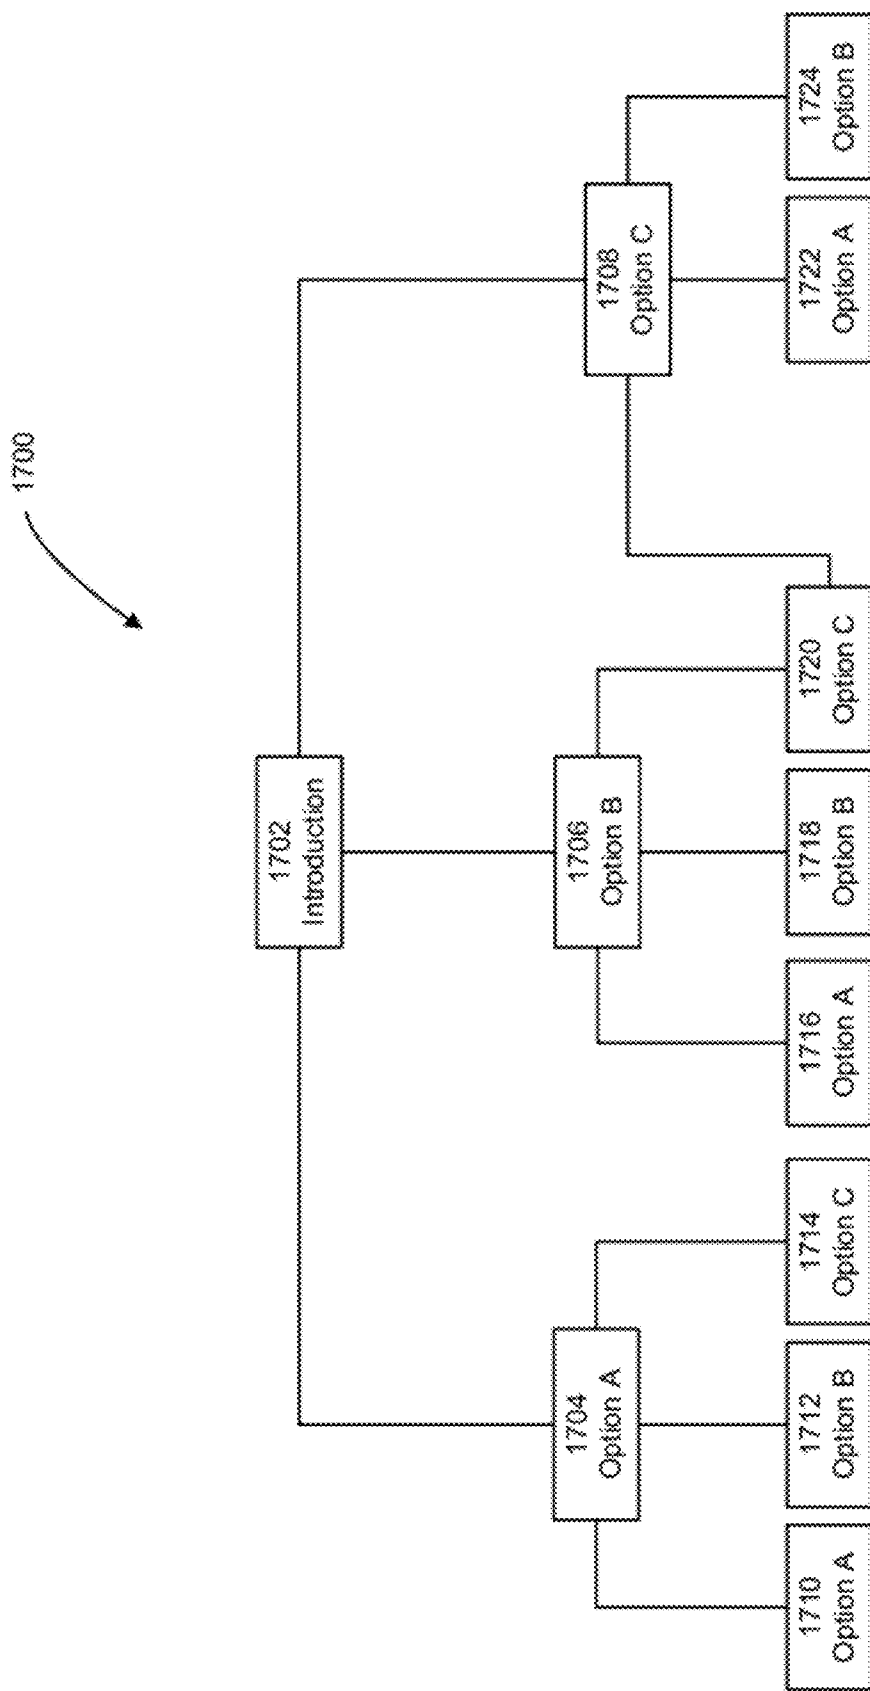 1700
1702
Introduction
1704
Option A
1706
Option B
1708
Option C
1710
Option A
1712
Option B
1714
Option C
1716
Option A
1718
Option B
1720
Option C
1722
Option A
1724
Option B